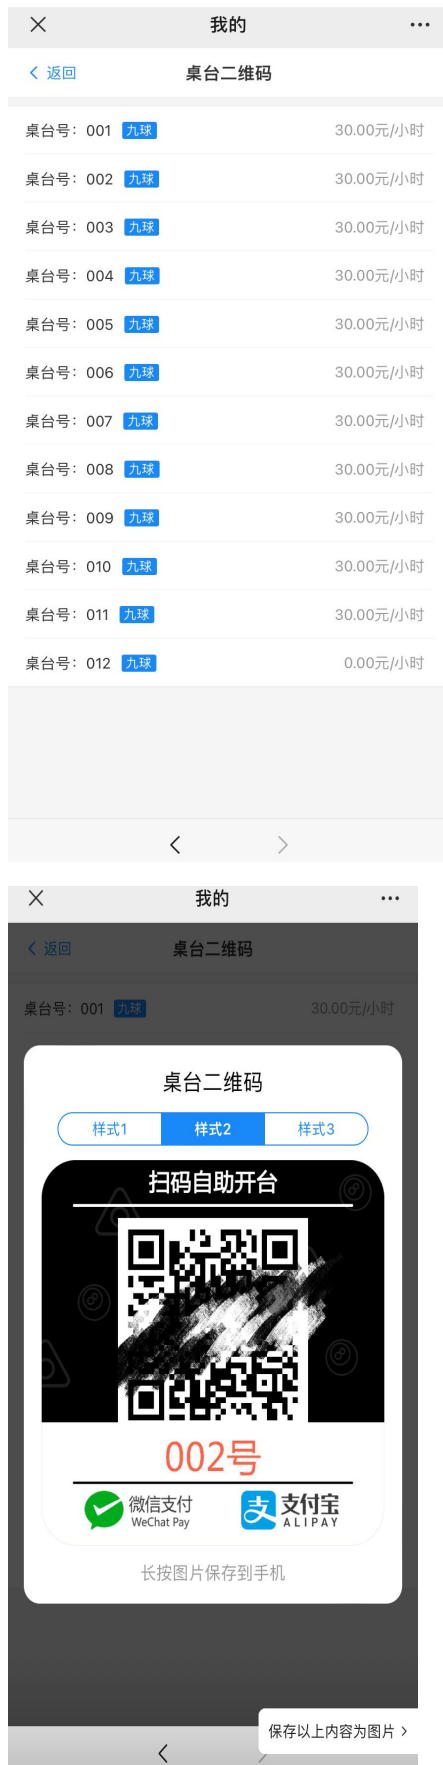 我的
返回
桌台二维码
桌台号：001 九球 30.00元/小时
桌台号：002 九球 30.00元/小时
桌台号：003 九球 30.00元/小时
桌台号：004 九球 30.00元/小时
桌台号：005 九球 30.00元/小时
桌台号：006 九球 30.00元/小时
桌台号：007 九球 30.00元/小时
桌台号：008 九球 30.00元/小时
桌台号：009 九球 30.00元/小时
桌台号：010 九球 30.00元/小时
桌台号：011 九球 30.00元/小时
桌台号：012 九球 0.00元/小时
我的
返回
桌台二维码
桌台号：001 九球 30.00元/小时
桌台二维码
样式1 样式2 样式3
扫码自助开台
002号
微信支付
WeChat Pay
支 支付宝
ALIPAY
长按图片保存到手机
保存以上内容为图片